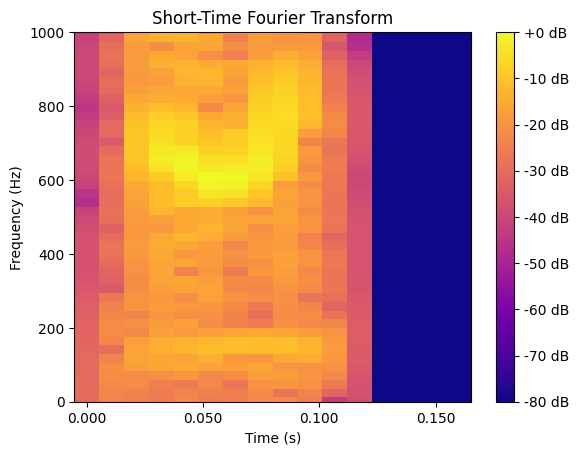 Short-Time Fourier Transform
1000
800
600
400
200
0
Frequency (Hz)
0.000
0.050
0.100
0.150
Time (s)
+0 dB
-10 dB
-20 dB
-30 dB
-40 dB
-50 dB
-60 dB
-70 dB
-80 dB